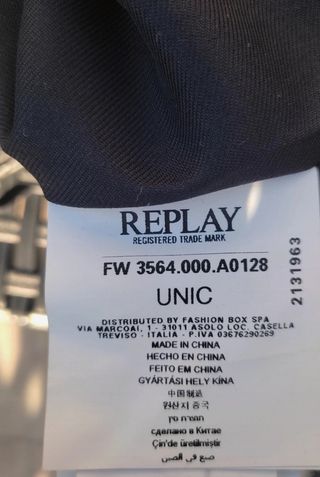 REPLAY
REGISTERED TRADE MARK
FW 3564.000.A0128
UNIC
2131963
DISTRIBUTED BY FASHION BOX SPA
VIA MARCOAI, 1 - 31011 ASOLO LOC. CASELLA
TREVISO - ITALIA - P.IVA 03676290269
MADE IN CHINA
HECHO EN CHINA
FEITO EM CHINA
GYÁRTÁSI HELY KÍNA
中国制造
원산지 중국
תוצרת סין
сделано в Китае
Çin'de üretilmiştir
صنع في الصين